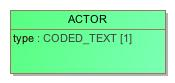 ACTOR
type : CODED_TEXT [1]